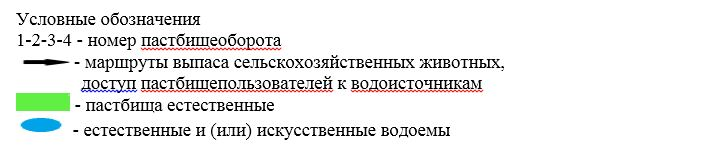 Условные обозначения
1-2-3-4 - номер пастбищеоборота
- маршруты выпаса сельскохозяйственных животных,
доступ пастбищепользователей к водоисточникам
- пастбища естественные
- естественные и (или) искусственные водоемы